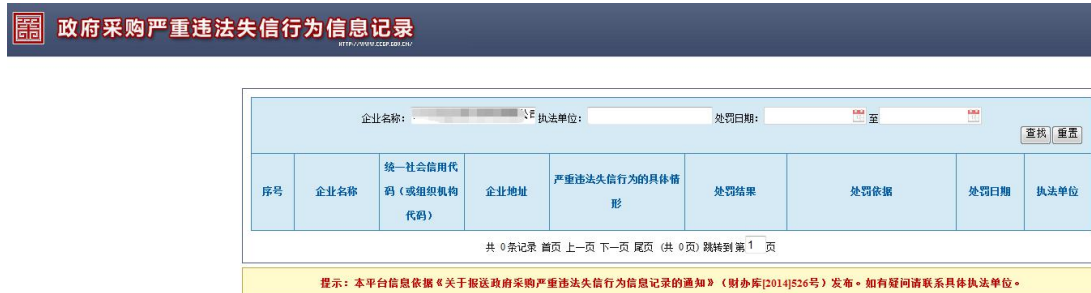 政府采购严重违法失信行为信息记录
HTTP://WWW.CCGP.GOV.CN/
企业名称: 执法单位: 处罚日期: 至
查找 重置
序号 企业名称 统一社会信用代码（或组织机构代码） 企业地址 严重违法失信行为的具体情形 处罚结果 处罚依据 处罚日期 执法单位
共 0条记录 首页 上一页 下一页 尾页 (共 0页) 跳转到第 1 页
提示：本平台信息依据《关于报送政府采购严重违法失信行为信息记录的通知》（财办库[2014]526号）发布。如有疑问请联系具体执法单位。